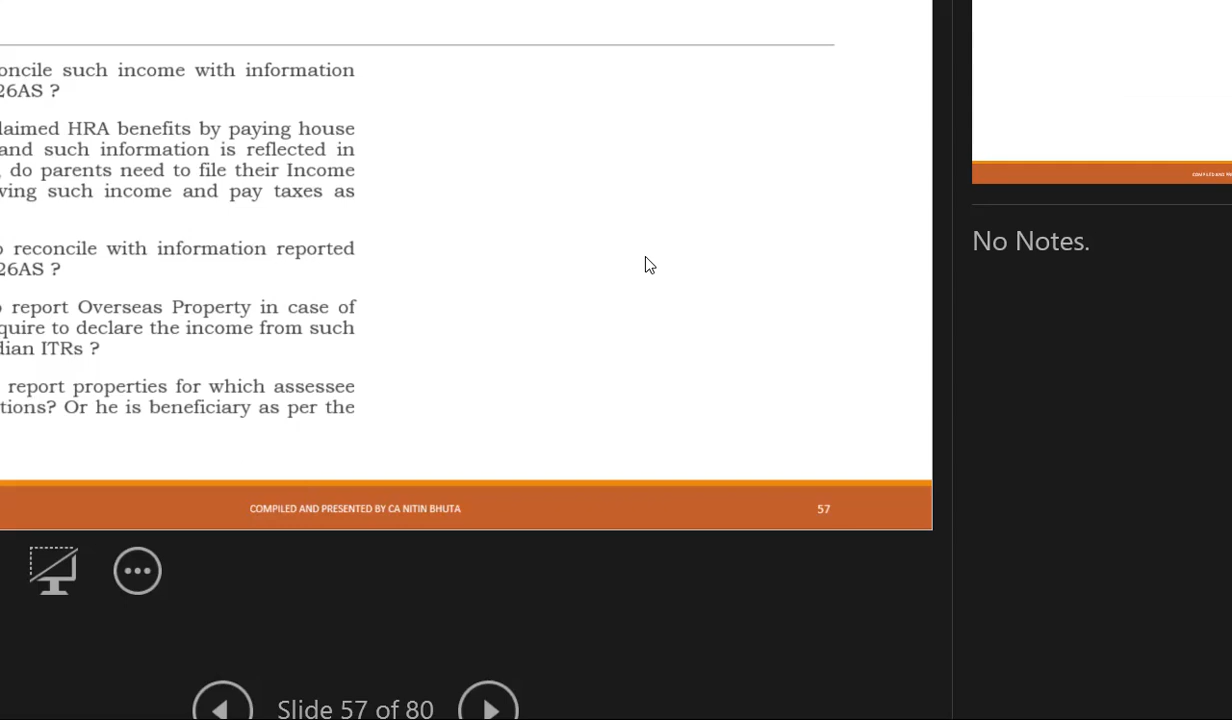 oncile such income with information
26AS ?
laimed HRA benefits by paying house
and such information is reflected in
, do parents need to file their Income
ving such income and pay taxes as
o reconcile with information reported
26AS ?
o report Overseas Property in case of
quire to declare the income from such
dian ITRs ?
report properties for which assessee
tions? Or he is beneficiary as per the
COMPILED AND PRESENTED BY CA NITIN BHUTA
57
No Notes.
Slide 57 of 80